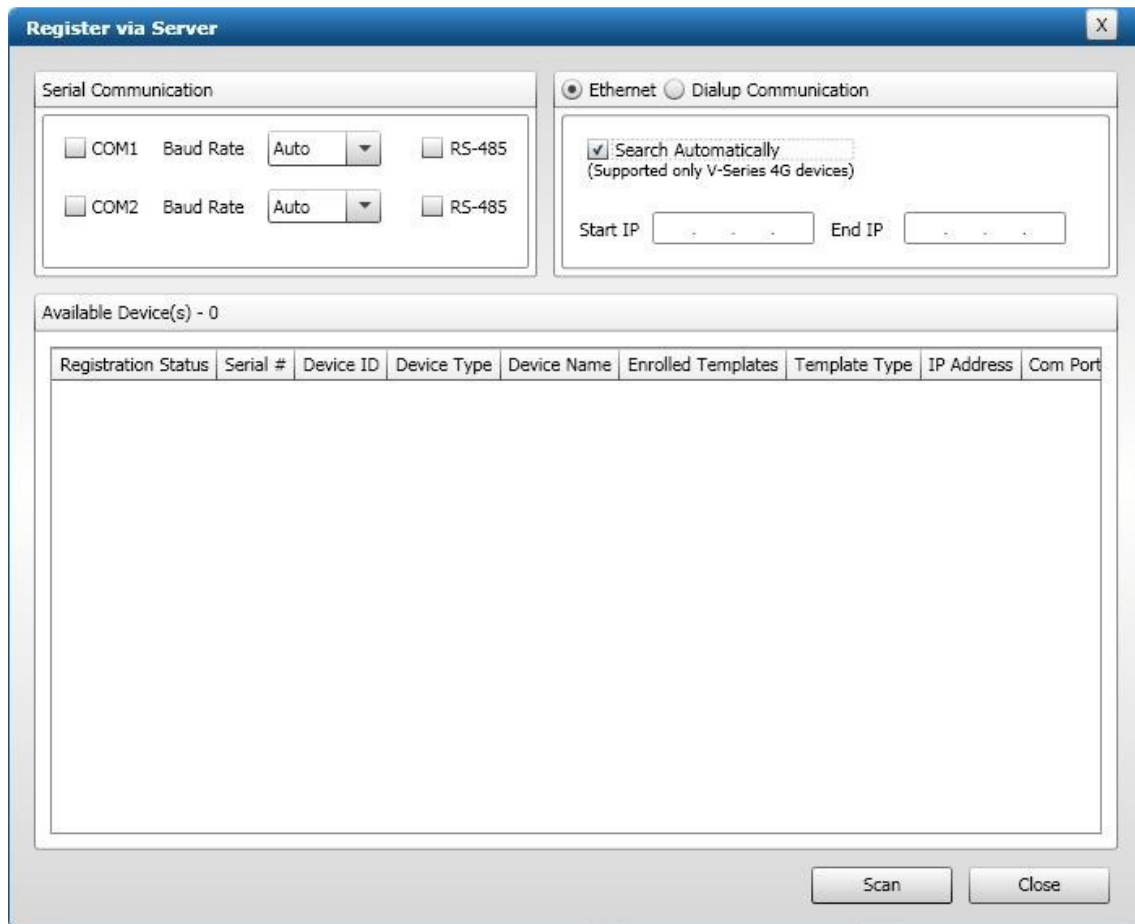 Register via Server X
Serial Communication
COM1 Baud Rate Auto RS-485
COM2 Baud Rate Auto RS-485
Ethernet Dialup Communication
Search Automatically
(Supported only V-Series 4G devices)
Start IP . . . End IP . . .
Available Device(s) - 0
Registration Status Serial # Device ID Device Type Device Name Enrolled Templates Template Type IP Address Com Port
Scan Close